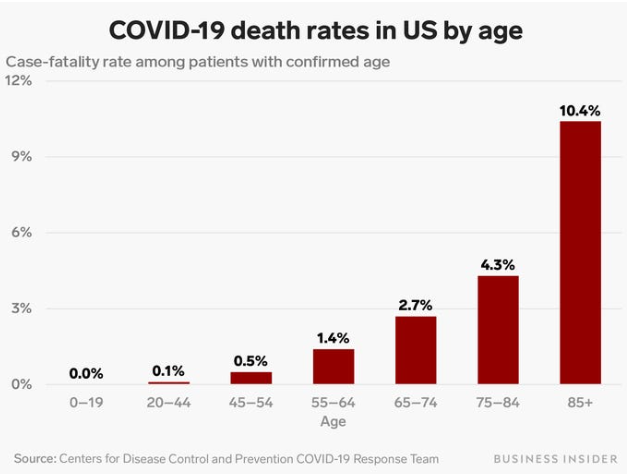 COVID-19 death rates in US by age
Case-fatality rate among patients with confirmed age
12%
10.4%
9%
6%
4.3%
3%
2.7%
1.4%
0.5%
0.1%
0.0%
0%
0–19 20–44 45–54 55–64 65–74 75–84 85+
Age
Source: Centers for Disease Control and Prevention COVID-19 Response Team BUSINESS INSIDER